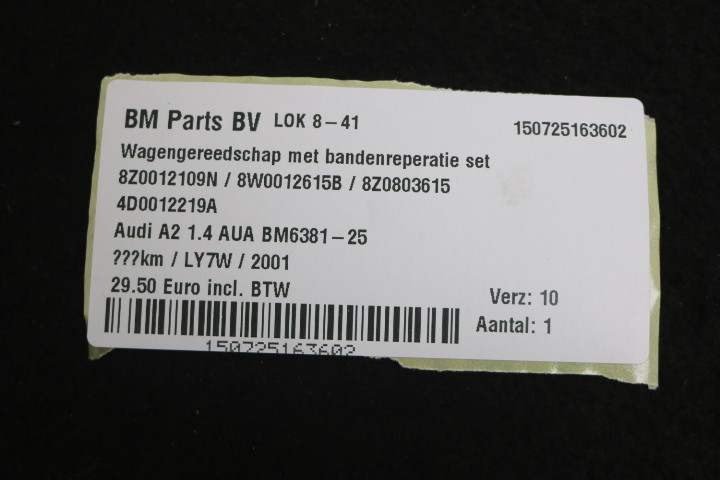 BM Parts BV LOK 8-41 150725163602
Wagengereedschap met bandenreperatie set
8Z0012109N / 8W0012615B / 8Z0803615
4D0012219A
Audi A2 1.4 AUA BM6381-25
???km / LY7W / 2001
29.50 Euro incl. BTW Verz: 10
Aantal: 1
150725163602